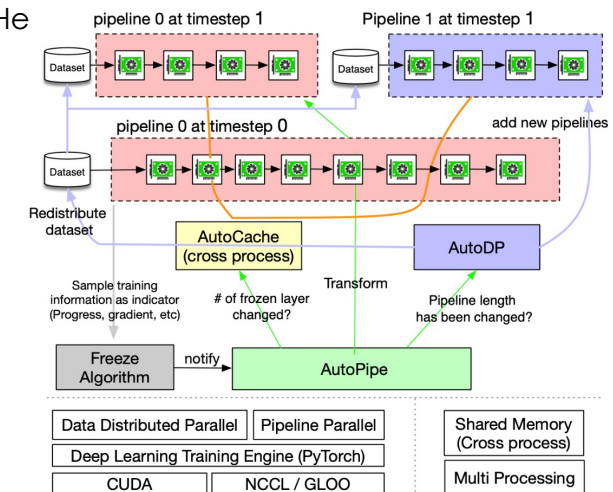 He
pipeline 0 at timestep 1
Pipeline 1 at timestep 1
Dataset
Dataset
add new pipelines
pipeline 0 at timestep 0
Dataset
Redistribute
dataset
AutoCache
(cross process)
AutoDP
Transform
Sample training
information as indicator
(Progress, gradient, etc)
# of frozen layer
changed?
Pipeline length
has been changed?
Freeze
Algorithm
notify
AutoPipe
Data Distributed Parallel
Pipeline Parallel
Shared Memory
(Cross process)
Deep Learning Training Engine (PyTorch)
Multi Processing
CUDA
NCCL / GLOO